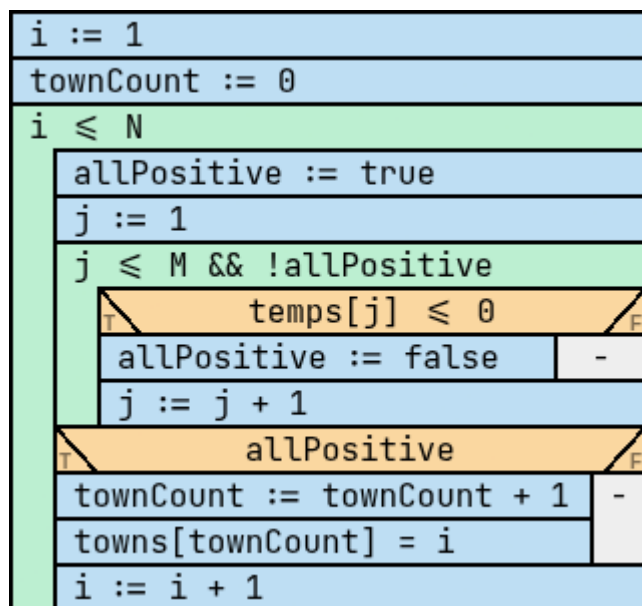 i := 1
townCount := 0
i ⩽ N
allPositive := true
j := 1
j ⩽ M && !allPositive
T temps[j] ⩽ 0 F
allPositive := false -
j := j + 1
T allPositive F
townCount := townCount + 1 -
towns[townCount] = i
i := i + 1